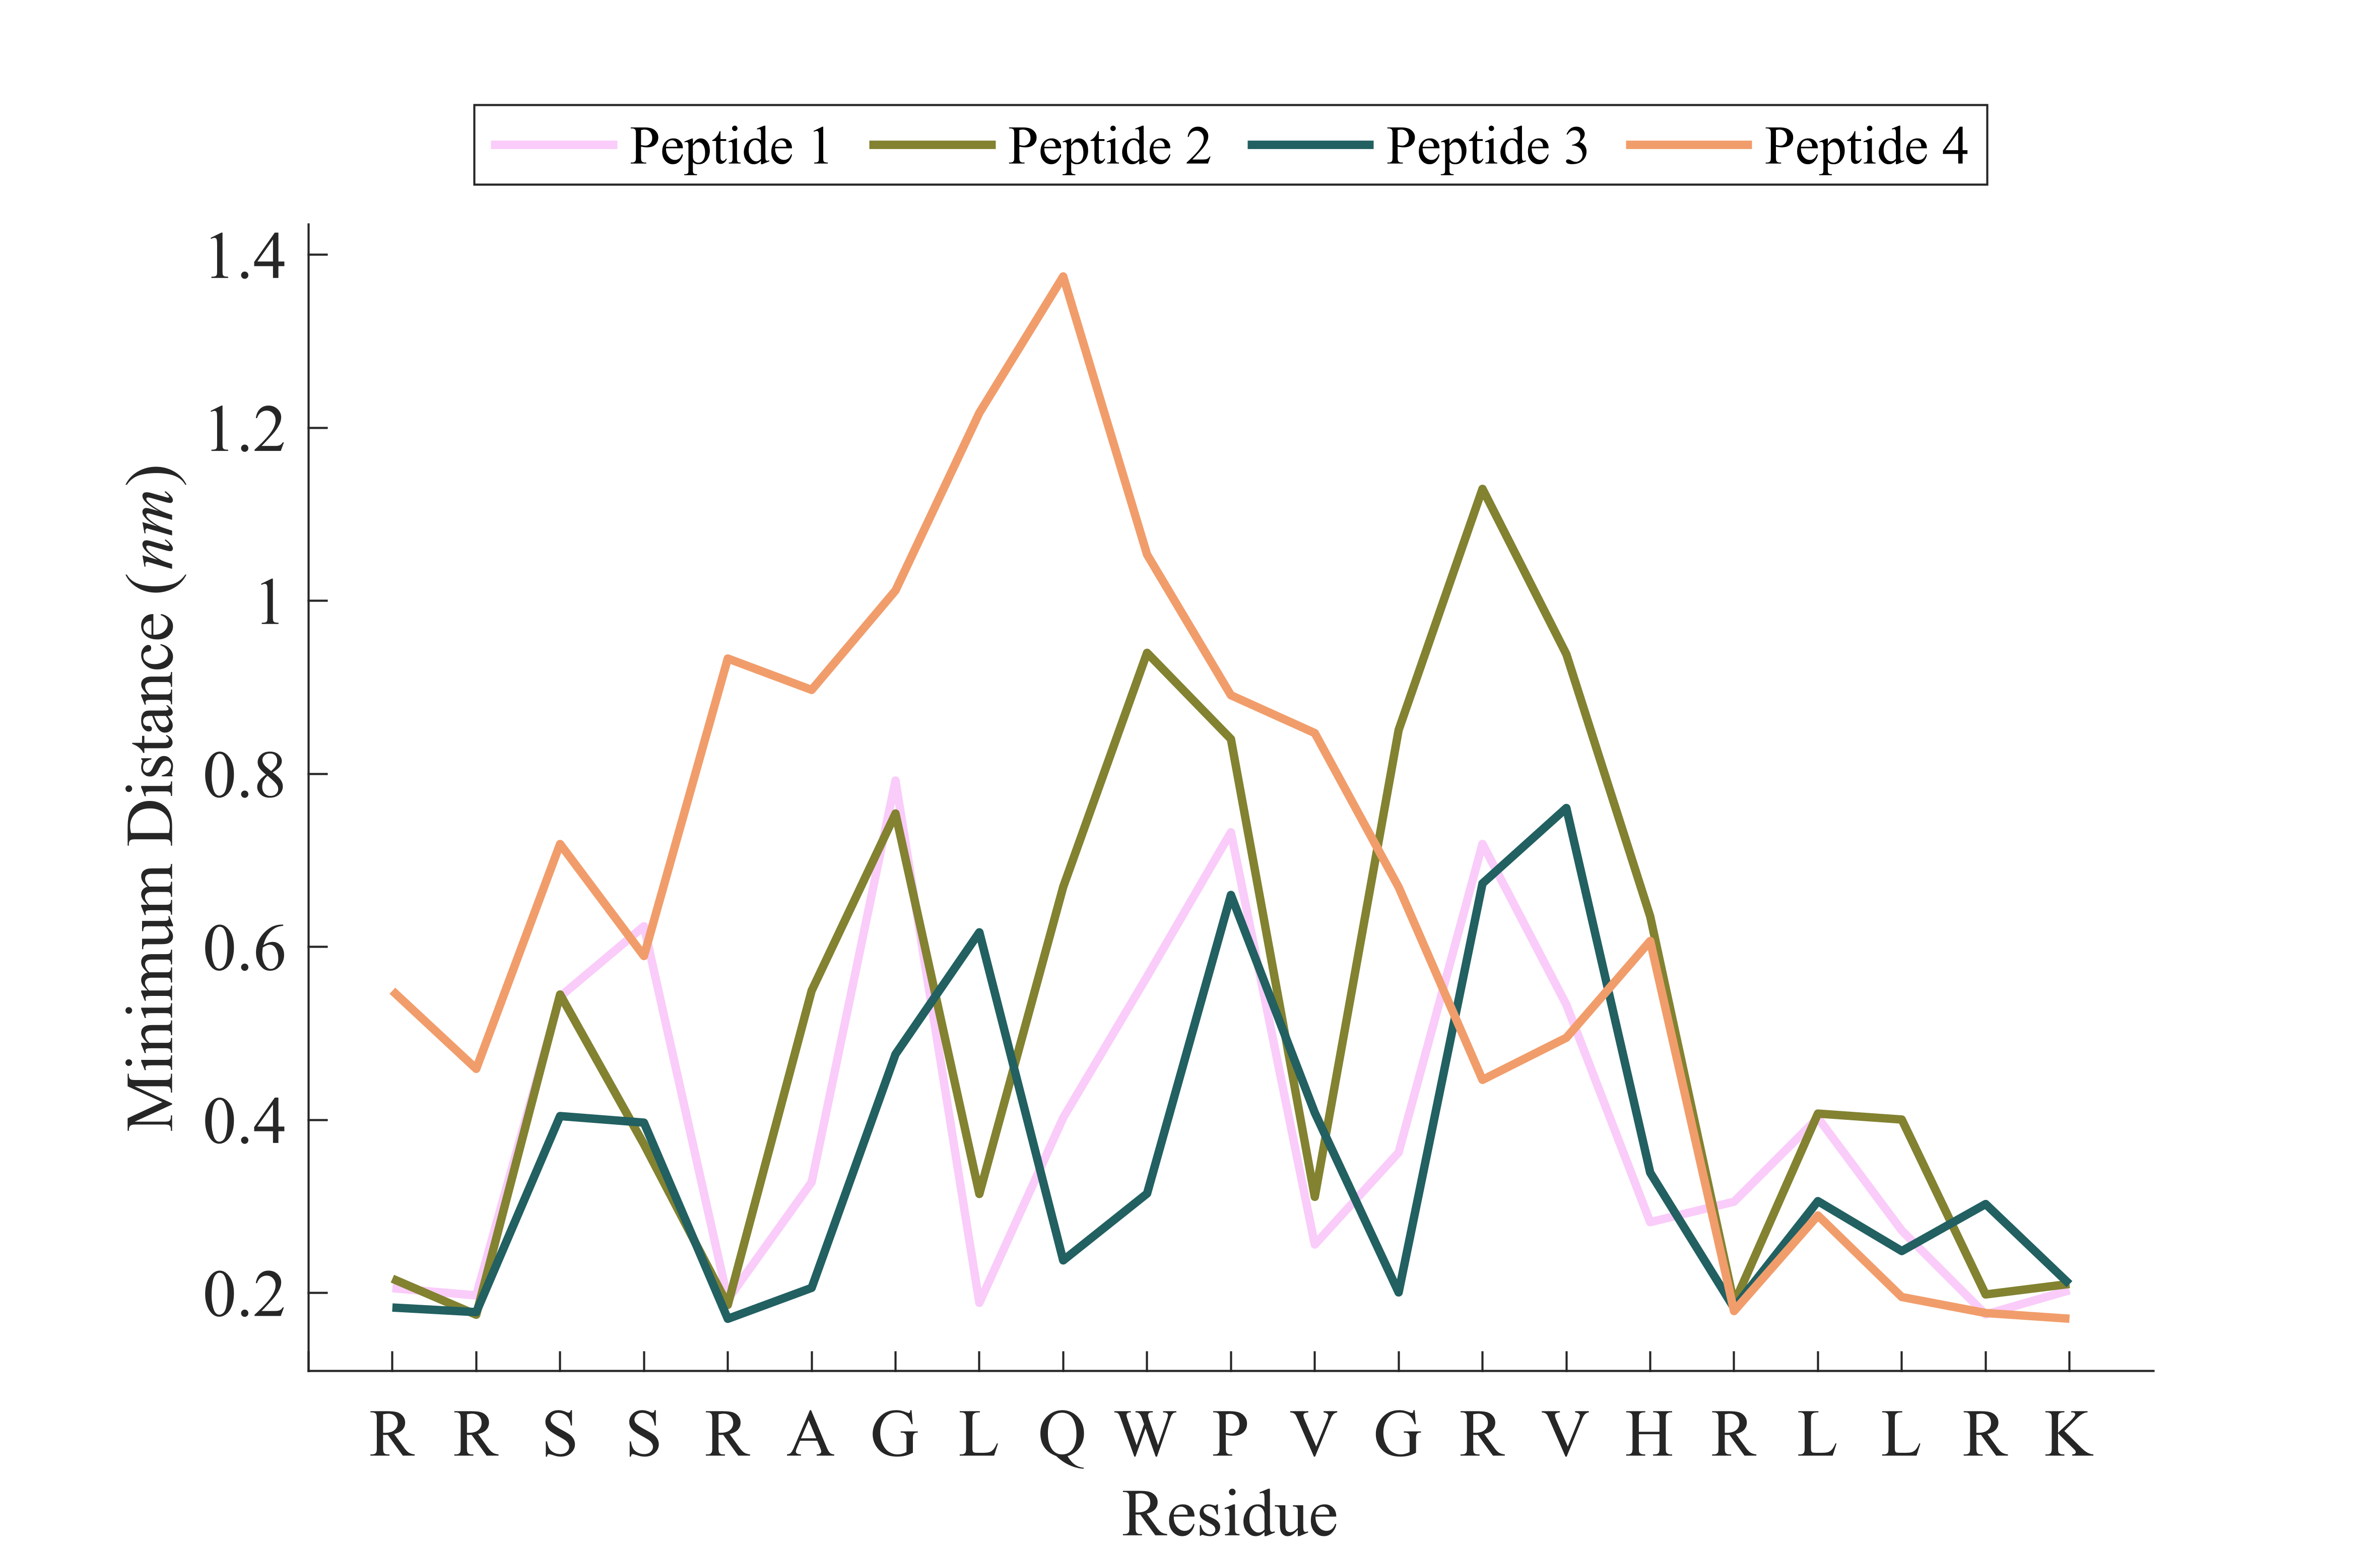 Peptide 1 Peptide 2 Peptide 3 Peptide 4
1.4
1.2
1
0.8
0.6
0.4
0.2
Minimum Distance (nm)
R R S S R A G L Q W P V G R V H R L L R K
Residue